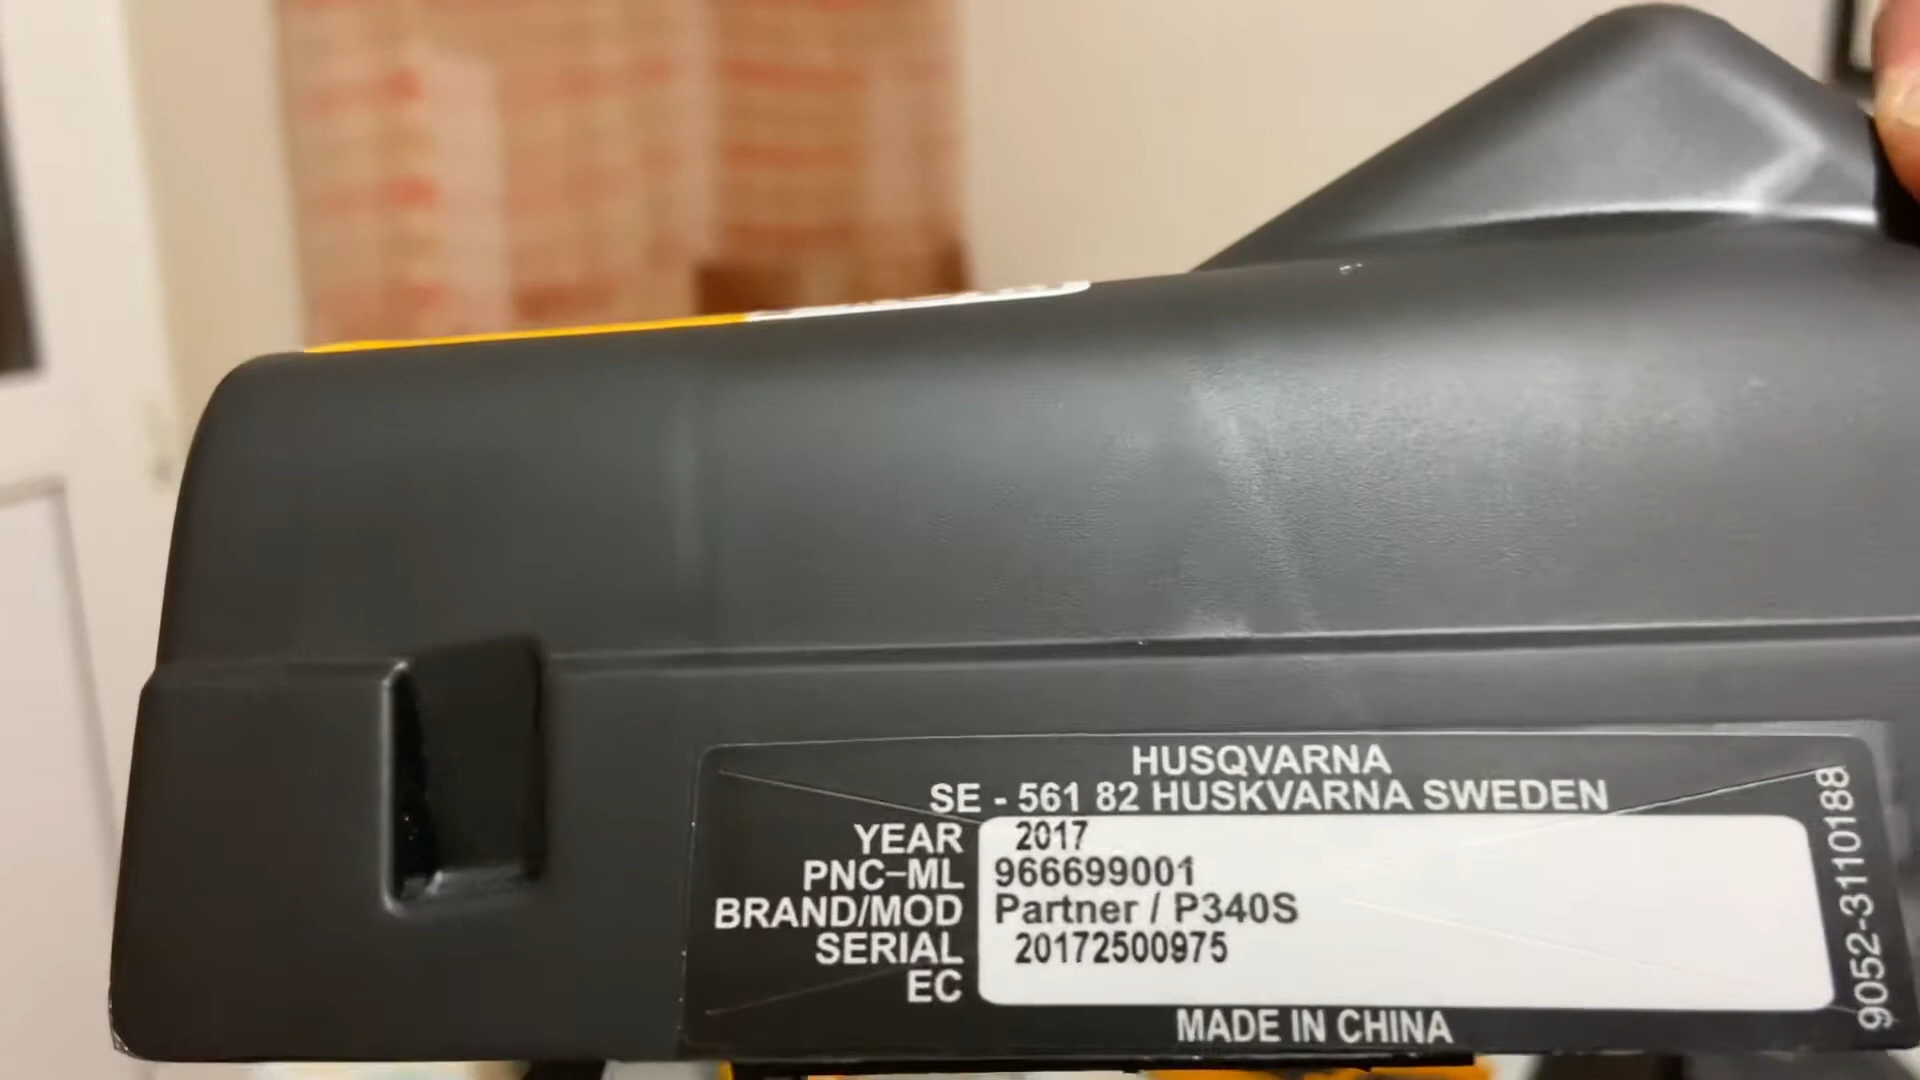 HUSQVARNA
SE - 561 82 HUSKVARNA SWEDEN
YEAR 2017
PNC-ML 966699001
BRAND/MOD Partner / P340S
SERIAL 20172500975
EC
MADE IN CHINA
9052-3110188